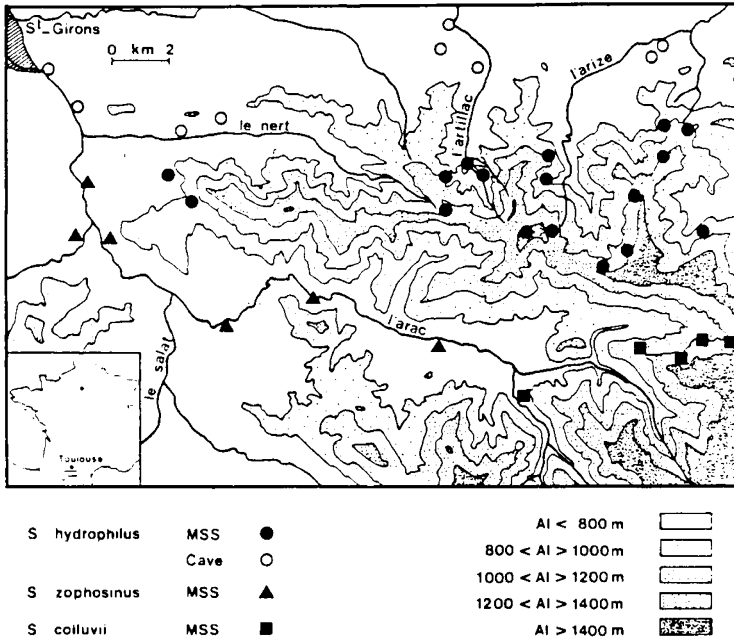 St_Girons
0 km 2
le nert
l'artillac
l'arize
l'arac
le salat
Toulouse
S hydrophilus MSS
Cave
S zophosinus MSS
S colluvii MSS
Al < 800 m
800 < Al > 1000 m
1000 < Al > 1200 m
1200 < Al > 1400 m
Al > 1400 m